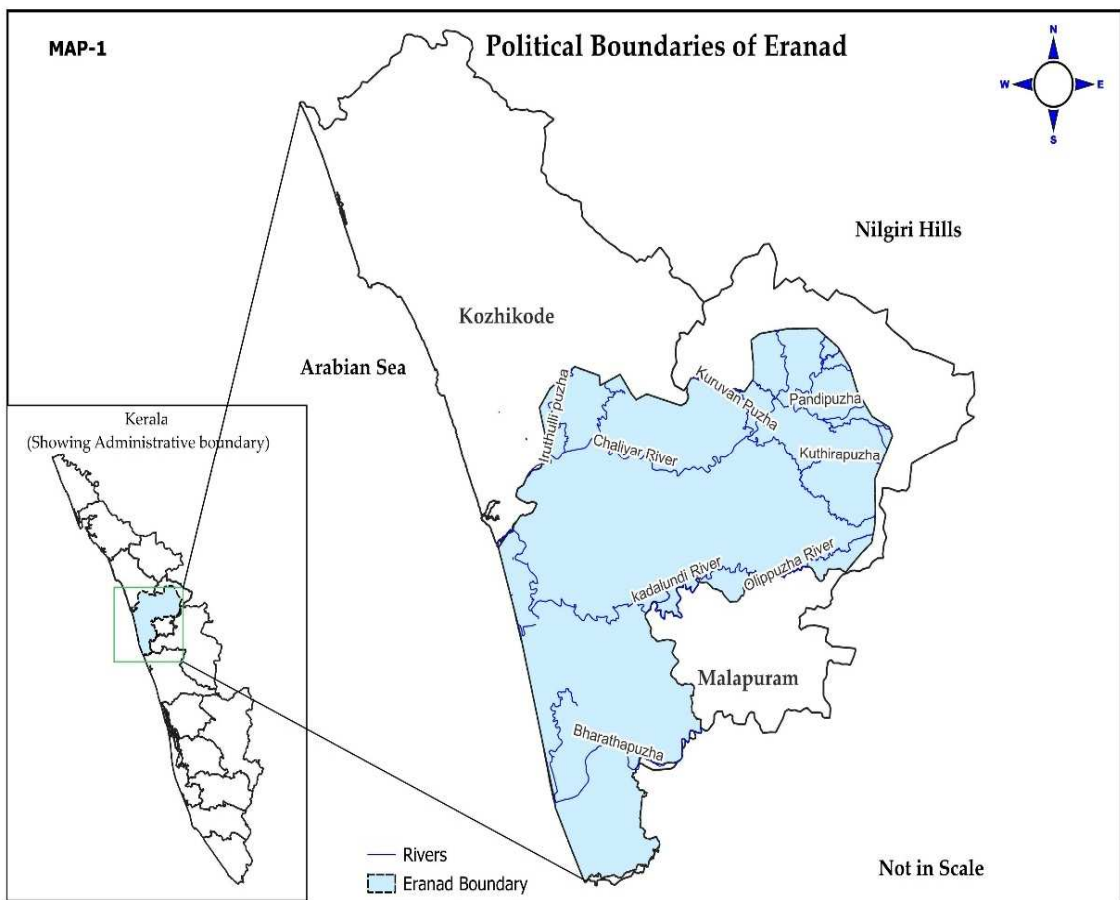 MAP-1
Political Boundaries of Eranad
N
W
E
S
Nilgiri Hills
Kozhikode
Arabian Sea
Iruthulli puzha
Kuruvan Puzha
Pandipuzha
Chaliyar River
Kuthirapuzha
Kerala
(Showing Administrative boundary)
kadalundi River
Olippuzha River
Malapuram
Bharathapuzha
Rivers
Eranad Boundary
Not in Scale